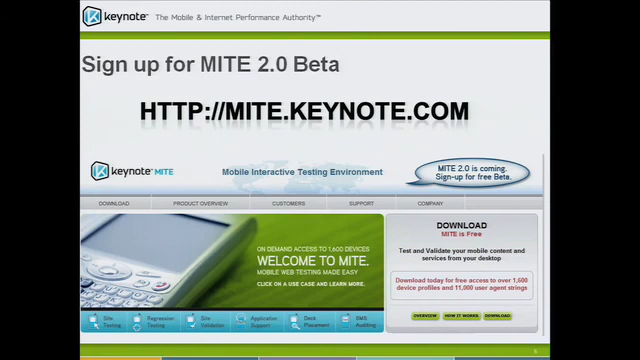 keynote™ The Mobile & Internet Performance Authority™
Sign up for MITE 2.0 Beta
HTTP://MITE.KEYNOTE.COM
keynote™ MITE
Mobile Interactive Testing Environment
MITE 2.0 is coming.
Sign-up for free Beta.
DOWNLOAD PRODUCT OVERVIEW CUSTOMERS SUPPORT COMPANY
ON DEMAND ACCESS TO 1,600 DEVICES
WELCOME TO MITE.
MOBILE WEB TESTING MADE EASY
CLICK ON A USE CASE AND LEARN MORE.
Site Testing
Regression Testing
Site Validation
Application Support
Deck Placement
SMS Auditing
DOWNLOAD
MITE is Free
Test and Validate your mobile content and
services from your desktop
Download today for free access to over 1,600
device profiles and 11,000 user agent strings
OVERVIEW HOW IT WORKS DOWNLOAD